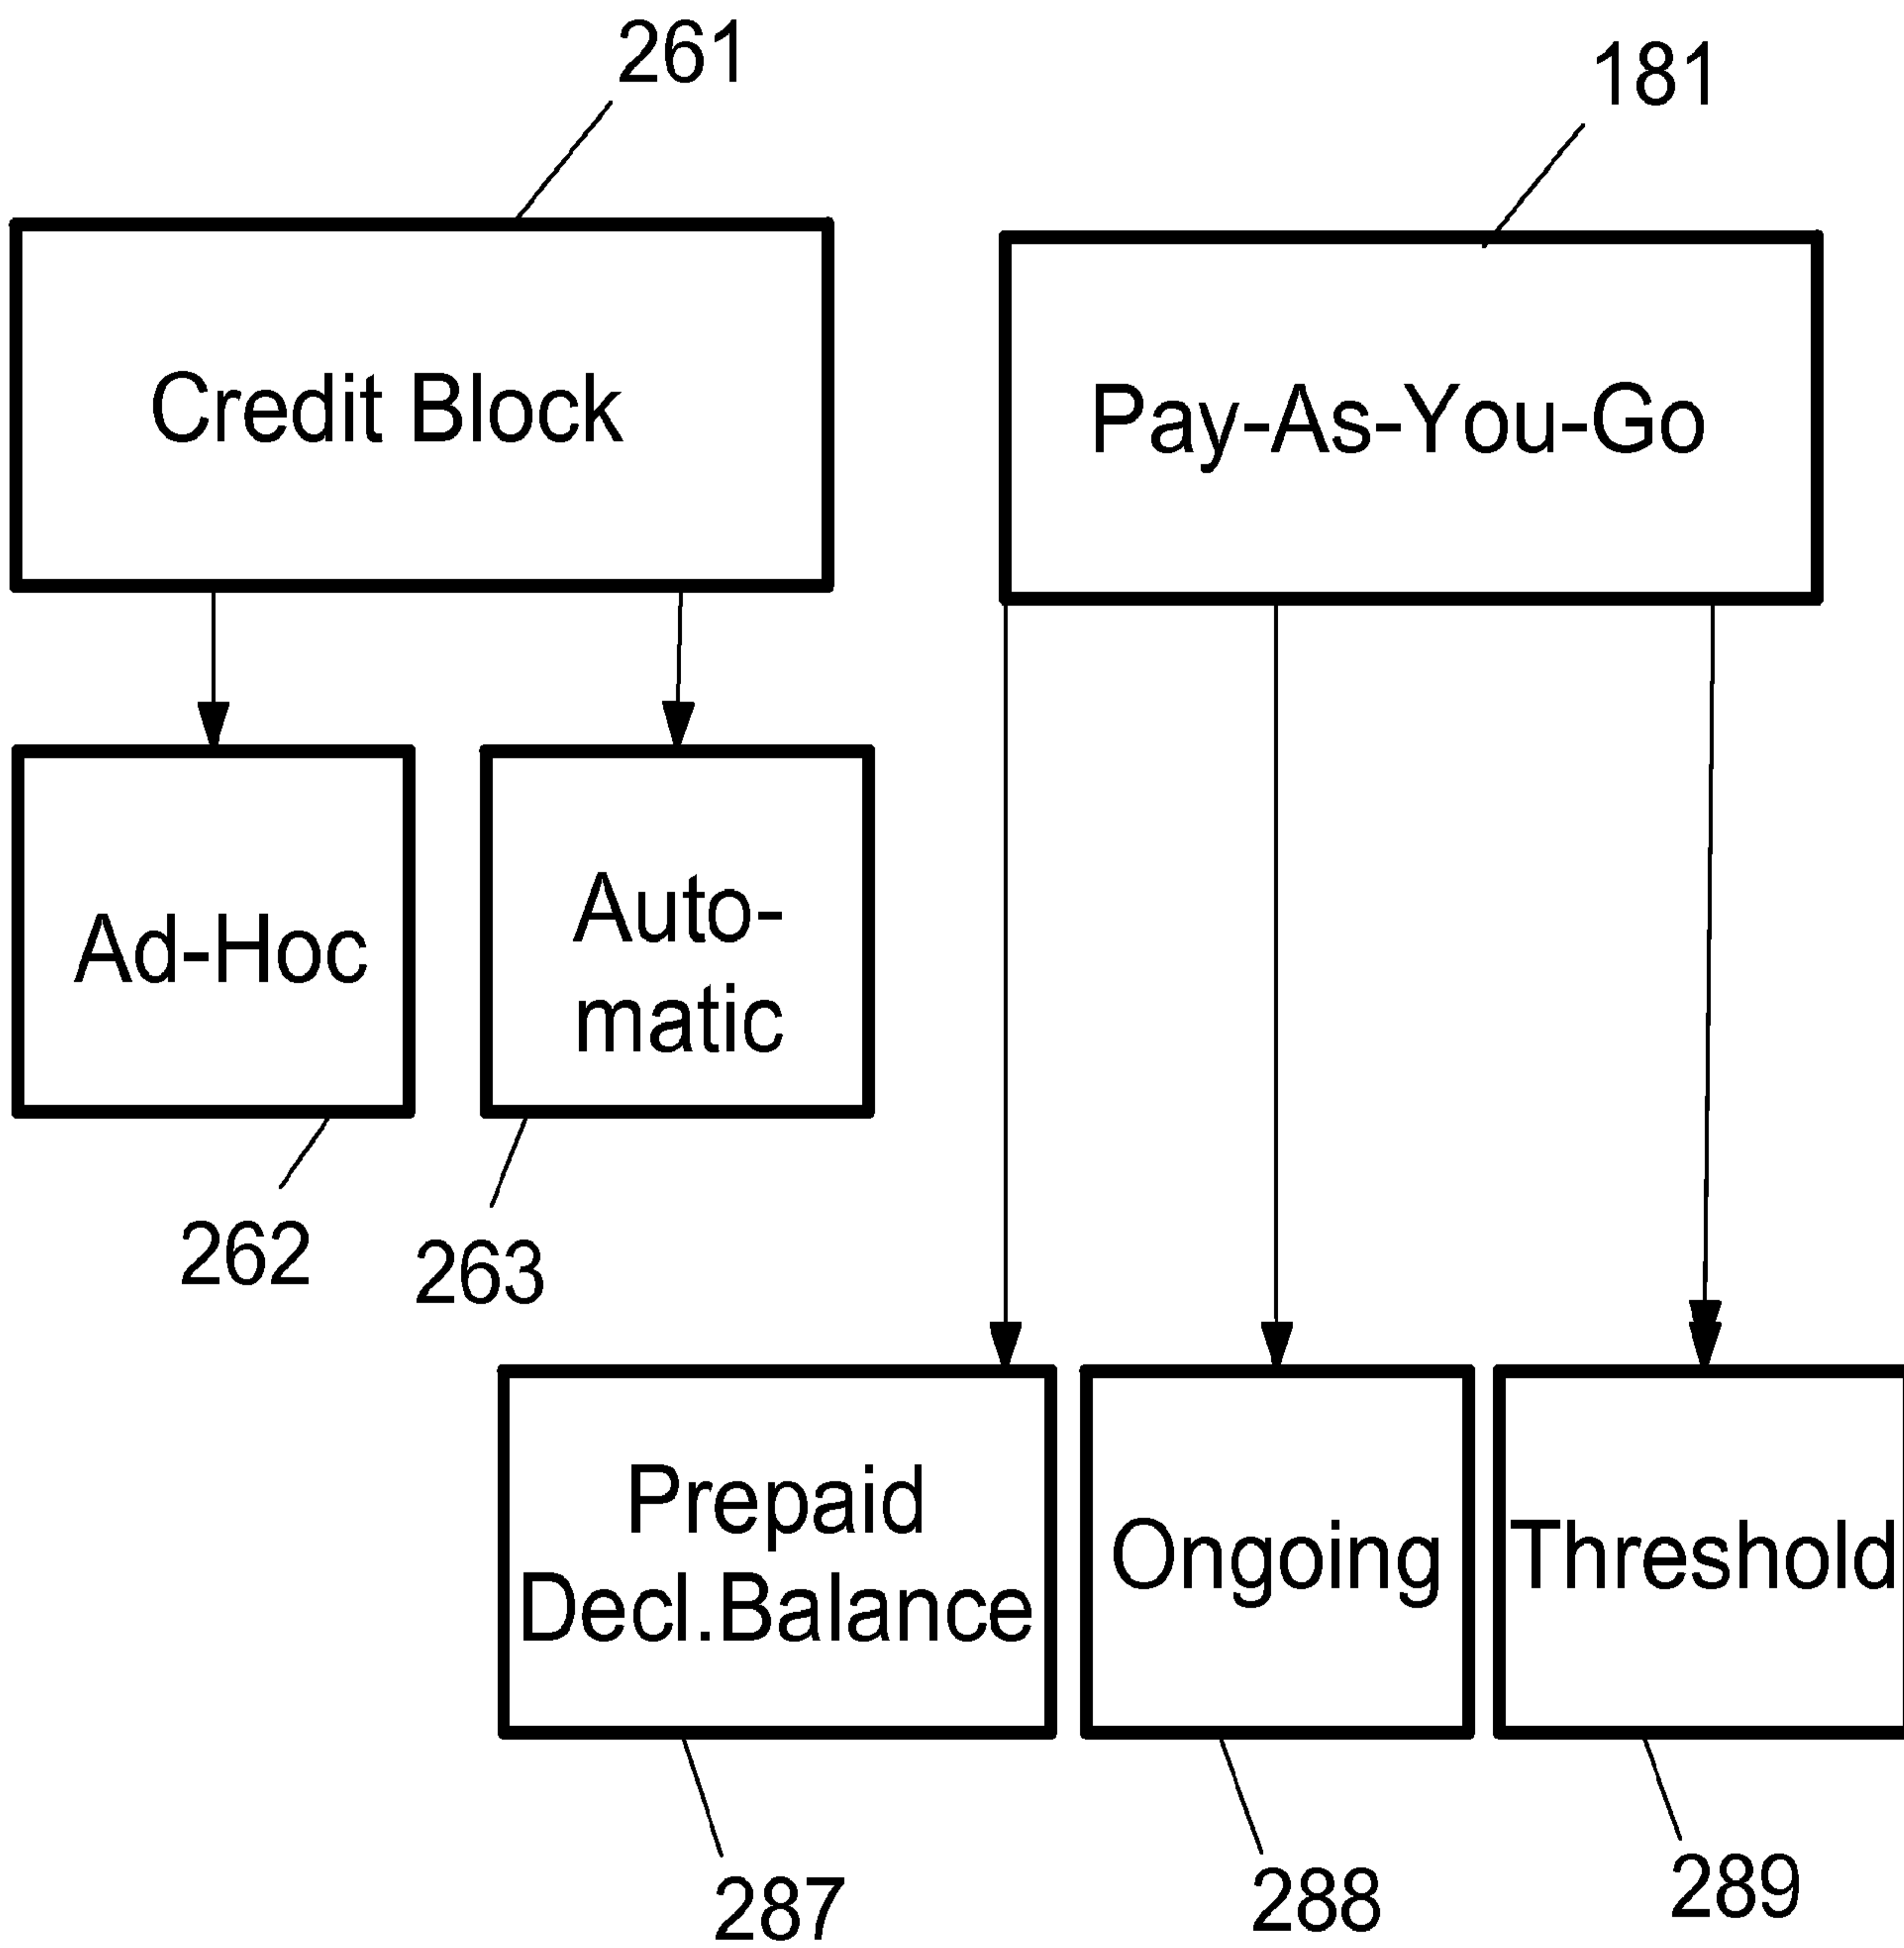 261
181
Credit Block
Pay-As-You-Go
Ad-Hoc
Auto-
matic
262
263
Prepaid
Decl.Balance
Ongoing
Threshold
287
288
289